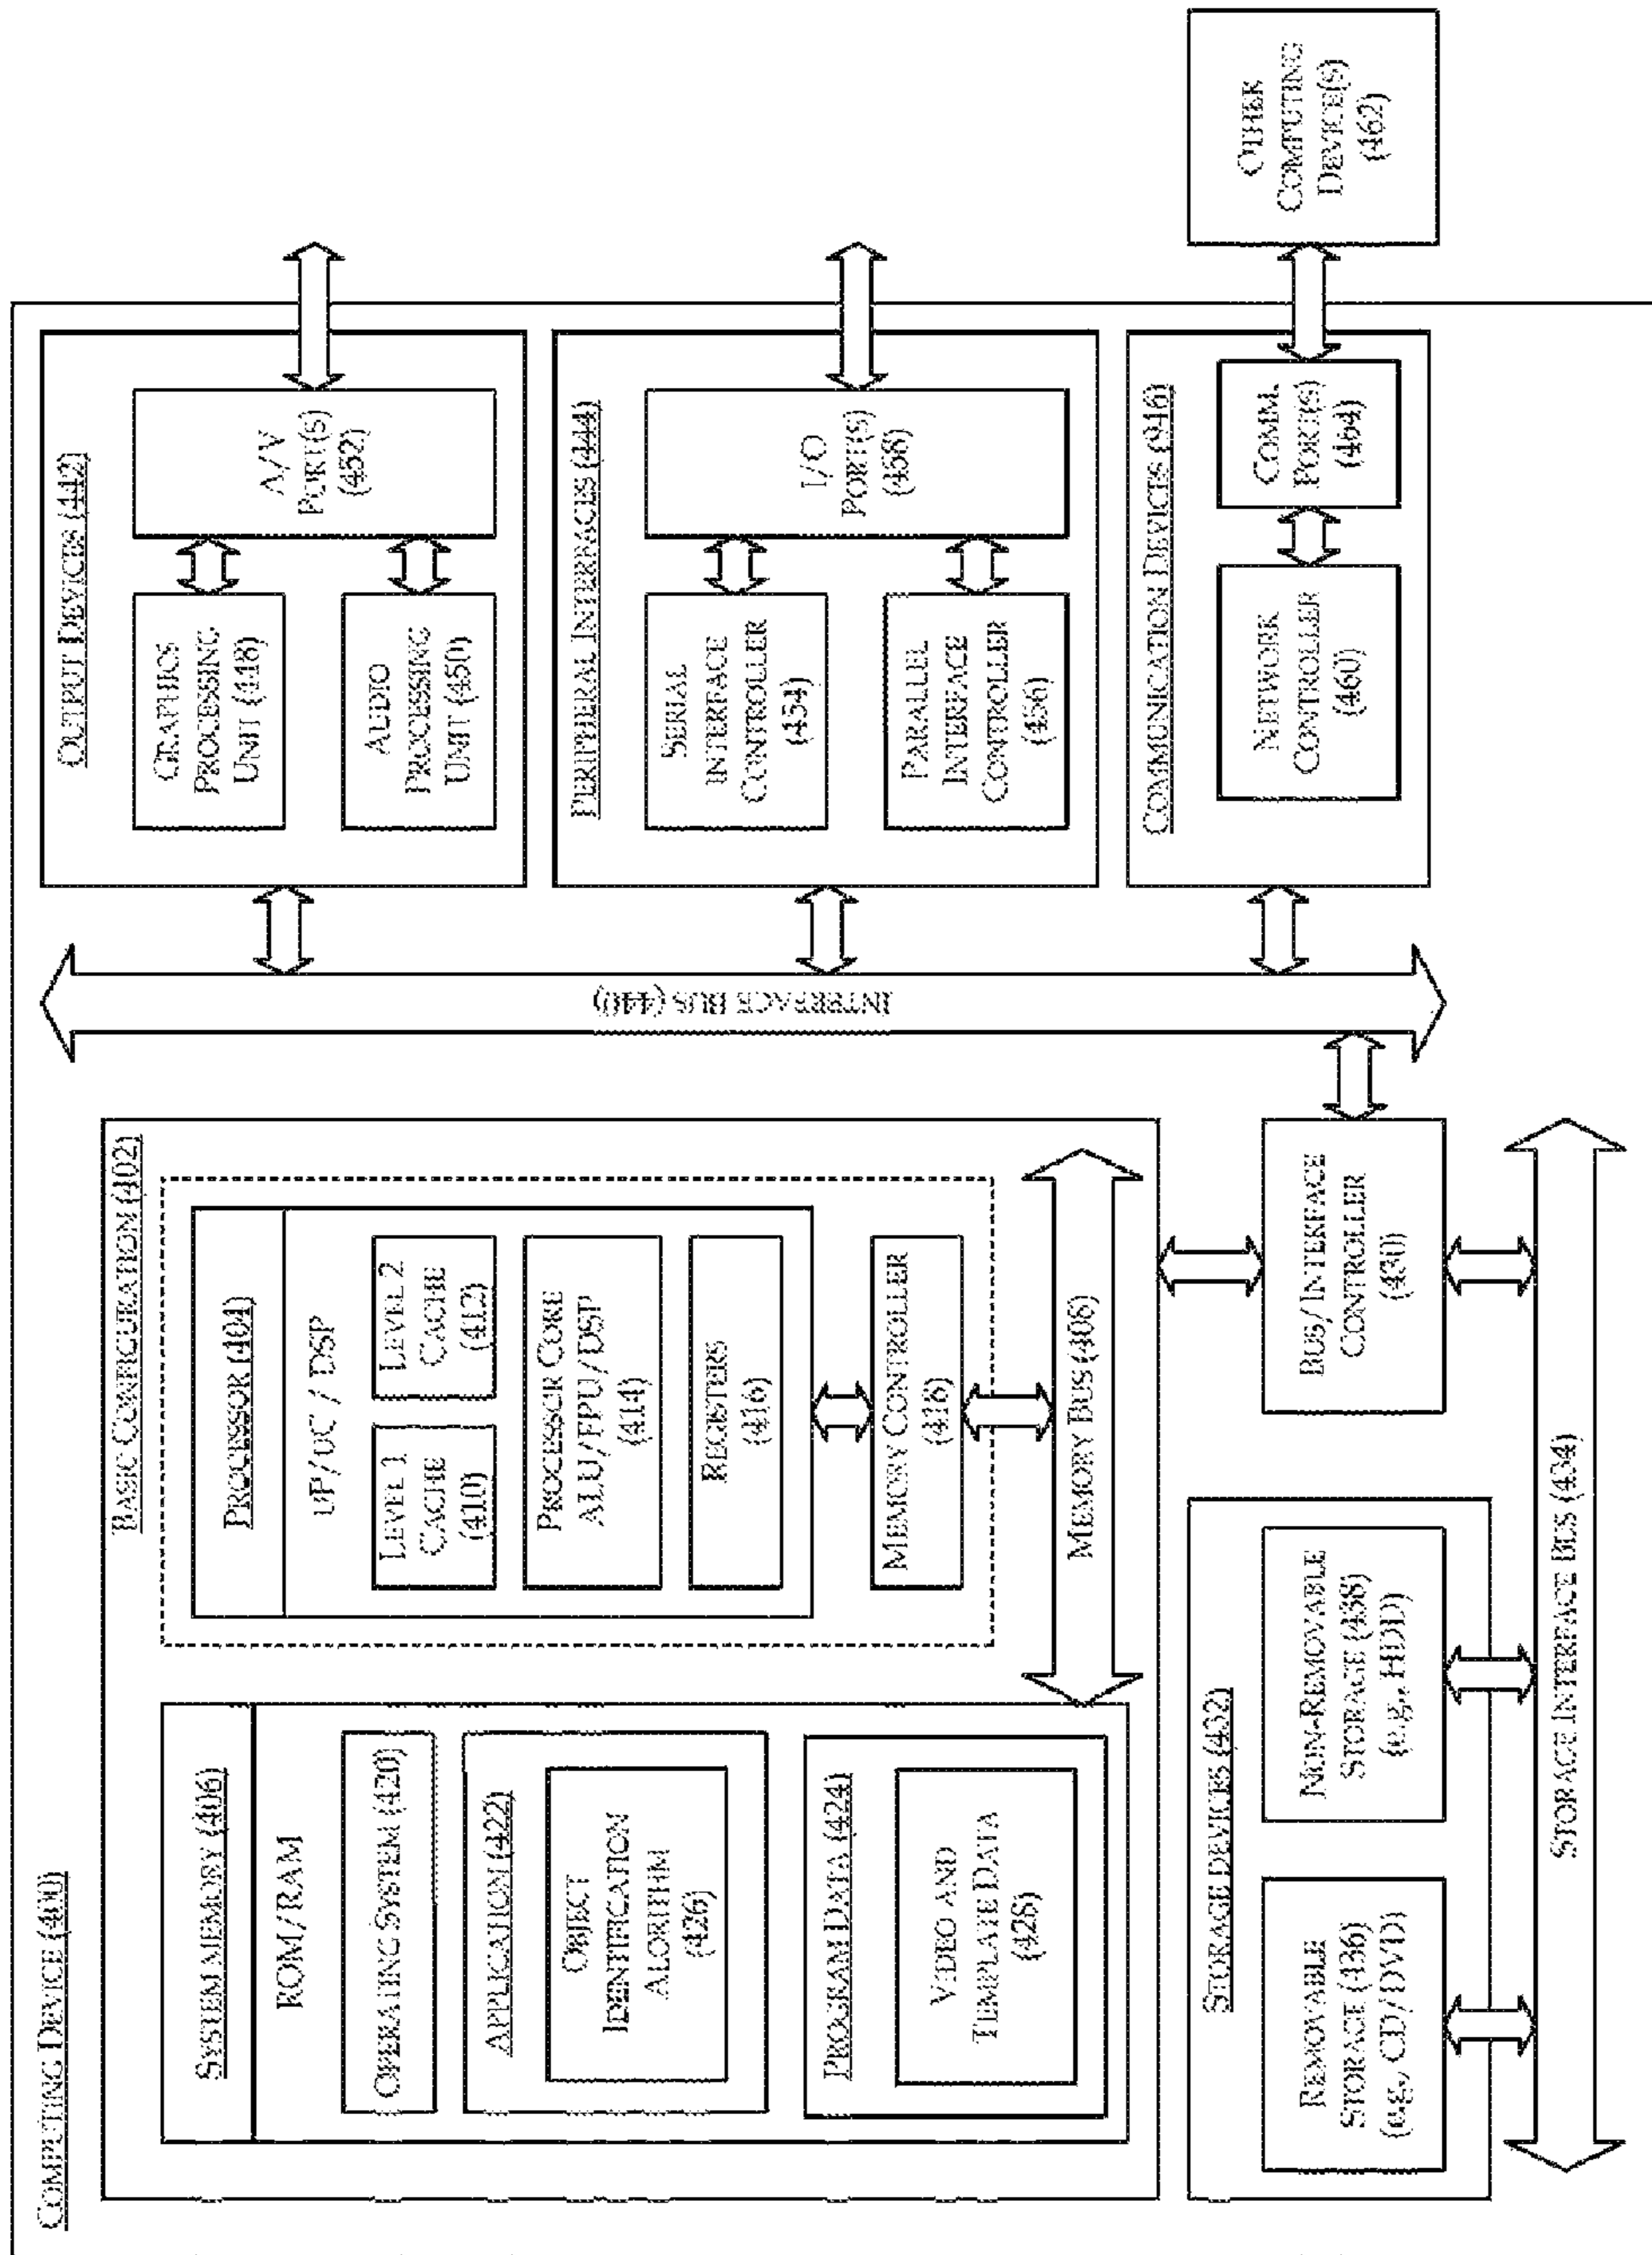 COMPUTING DEVICE (400)
BASIC CONFIGURATION (402)
SYSTEM MEMORY (406)
ROM/RAM
OPERATING SYSTEM (420)
APPLICATION (422)
OBJECT
IDENTIFICATION
ALORITHM
(426)
PROGRAM DATA (424)
VIDEO AND
TEMPLATE DATA
(428)
PROCESSOR (404)
UP/UC / DSP
LEVEL 1
CACHE
(410)
LEVEL 2
CACHE
(412)
PROCESSOR CORE
ALU/FPU/DSP
(414)
REGISTERS
(416)
MEMORY CONTROLLER
(418)
MEMORY BUS (408)
STORAGE DEVICES (432)
REMOVABLE
STORAGE (436)
(e.g., CD/DVD)
NON-REMOVABLE
STORAGE (438)
(e.g., HDD)
BUS/INTERFACE
CONTROLLER
(430)
STORAGE INTERFACE BUS (434)
INTERFACE BUS (440)
OUTPUT DEVICES (442)
GRAPHICS
PROCESSING
UNIT (448)
AUDIO
PROCESSING
UNIT (450)
A/V
PORT(S)
(452)
PERIPHERAL INTERFACES (444)
SERIAL
INTERFACE
CONTROLLER
(454)
PARALLEL
INTERFACE
CONTROLLER
(456)
I/O
PORT(S)
(458)
COMMUNICATION DEVICES (946)
NETWORK
CONTROLLER
(460)
COMM.
PORT(S)
(464)
OTHER
COMPUTING
DEVICE(S)
(462)